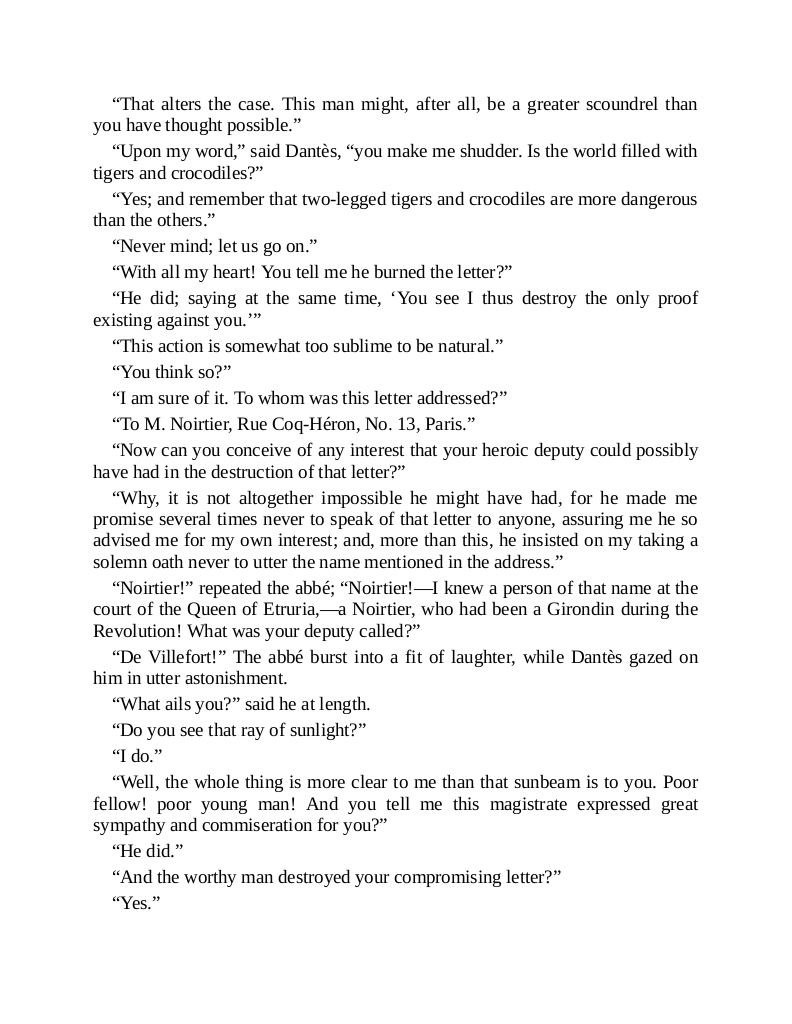 “That alters the case. This man might, after all, be a greater scoundrel than
you have thought possible.”
“Upon my word,” said Dantès, “you make me shudder. Is the world filled with
tigers and crocodiles?”
“Yes; and remember that two-legged tigers and crocodiles are more dangerous
than the others.”
“Never mind; let us go on.”
“With all my heart! You tell me he burned the letter?”
“He did; saying at the same time, ‘You see I thus destroy the only proof
existing against you.’”
“This action is somewhat too sublime to be natural.”
“You think so?”
“I am sure of it. To whom was this letter addressed?”
“To M. Noirtier, Rue Coq-Héron, No. 13, Paris.”
“Now can you conceive of any interest that your heroic deputy could possibly
have had in the destruction of that letter?”
“Why, it is not altogether impossible he might have had, for he made me
promise several times never to speak of that letter to anyone, assuring me he so
advised me for my own interest; and, more than this, he insisted on my taking a
solemn oath never to utter the name mentioned in the address.”
“Noirtier!” repeated the abbé; “Noirtier!—I knew a person of that name at the
court of the Queen of Etruria,—a Noirtier, who had been a Girondin during the
Revolution! What was your deputy called?”
“De Villefort!” The abbé burst into a fit of laughter, while Dantès gazed on
him in utter astonishment.
“What ails you?” said he at length.
“Do you see that ray of sunlight?”
“I do.”
“Well, the whole thing is more clear to me than that sunbeam is to you. Poor
fellow! poor young man! And you tell me this magistrate expressed great
sympathy and commiseration for you?”
“He did.”
“And the worthy man destroyed your compromising letter?”
“Yes.”